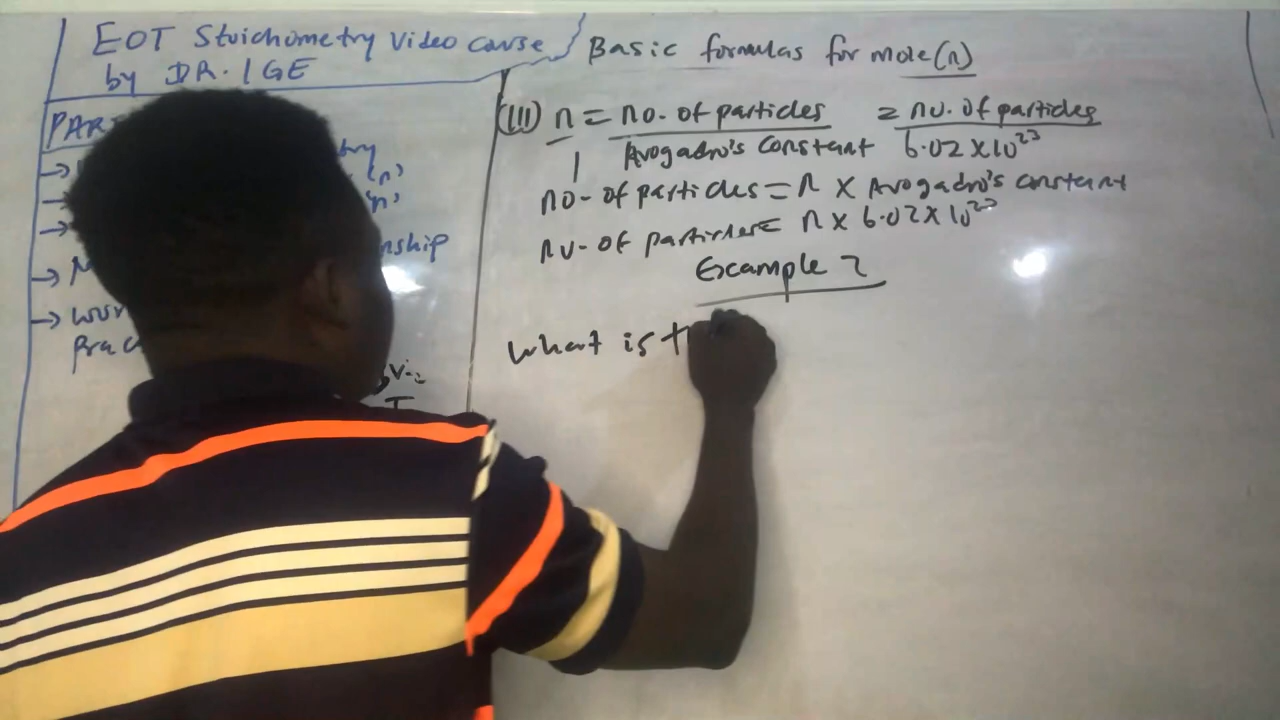 EOT Stoichometry Video Course
by DR. IGE
PAR
try
(n)
'n'
nship
wor
Prac
Basic formulas for mole(n)
(III) n = no. of particles = no. of particles
Avogadro's Constant 6.02 X 10²³
no. of particles = n X Avogadro's constant
no. of particles = n X 6.02 X 10²³
Example 2
What is t